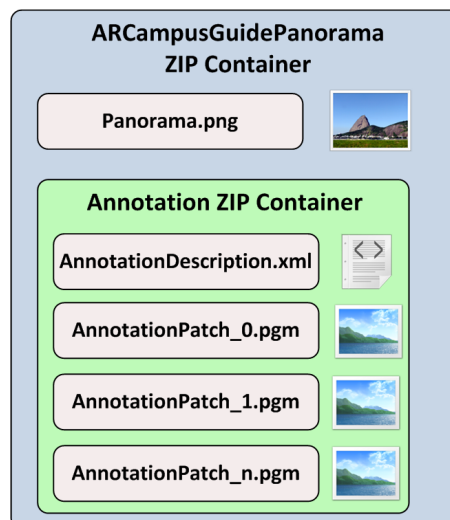 ARCampusGuidePanorama
ZIP Container
Panorama.png
Annotation ZIP Container
AnnotationDescription.xml
AnnotationPatch_0.pgm
AnnotationPatch_1.pgm
AnnotationPatch_n.pgm